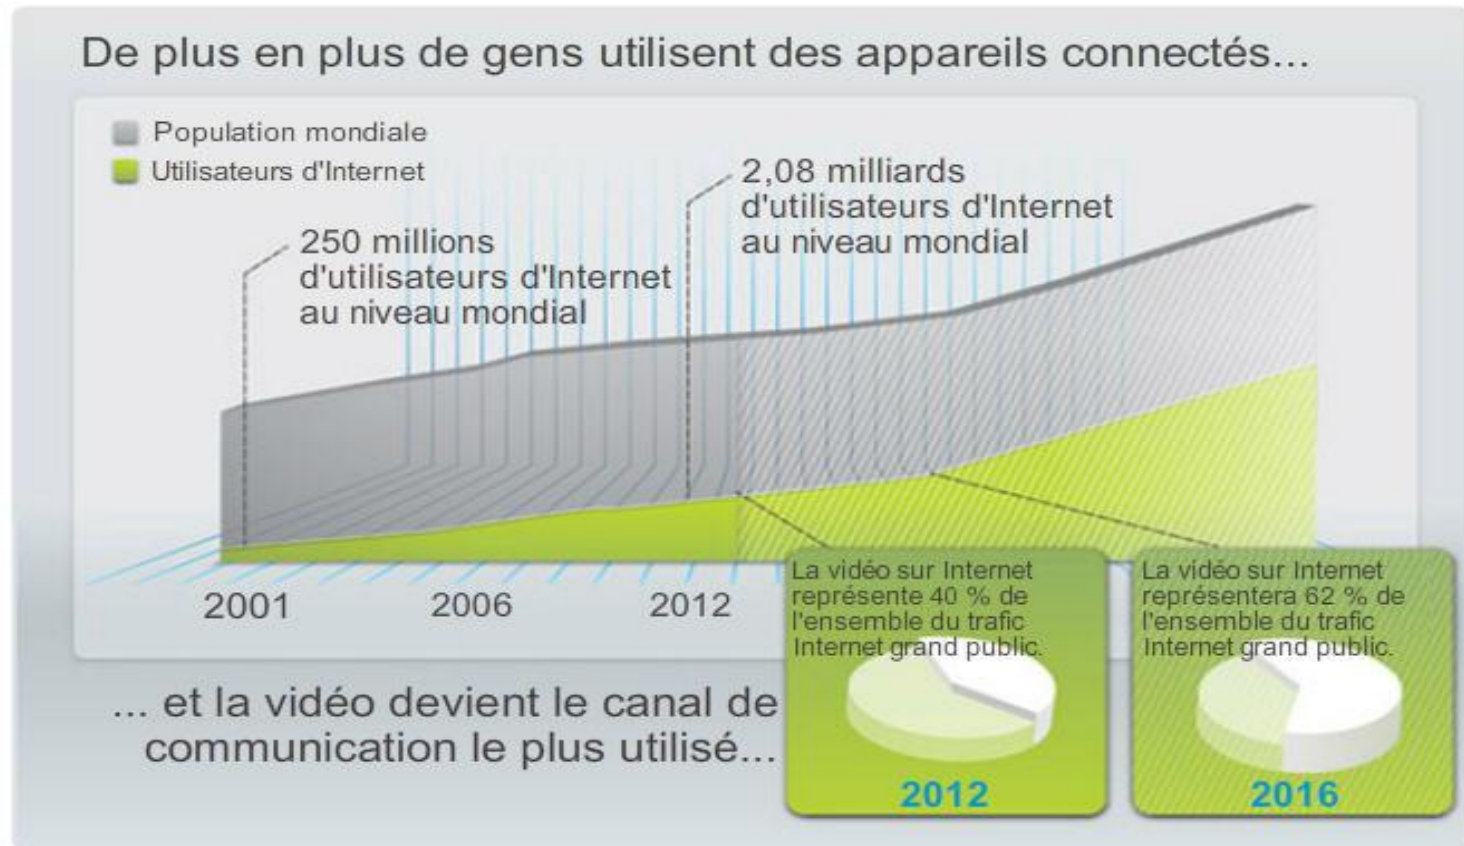 De plus en plus de gens utilisent des appareils connectés...
Population mondiale
Utilisateurs d'Internet
250 millions
d'utilisateurs d'Internet
au niveau mondial
2,08 milliards
d'utilisateurs d'Internet
au niveau mondial
2001
2006
2012
La vidéo sur Internet
représente 40 % de
l'ensemble du trafic
Internet grand public.
2012
La vidéo sur Internet
représentera 62 % de
l'ensemble du trafic
Internet grand public.
2016
... et la vidéo devient le canal de
communication le plus utilisé...